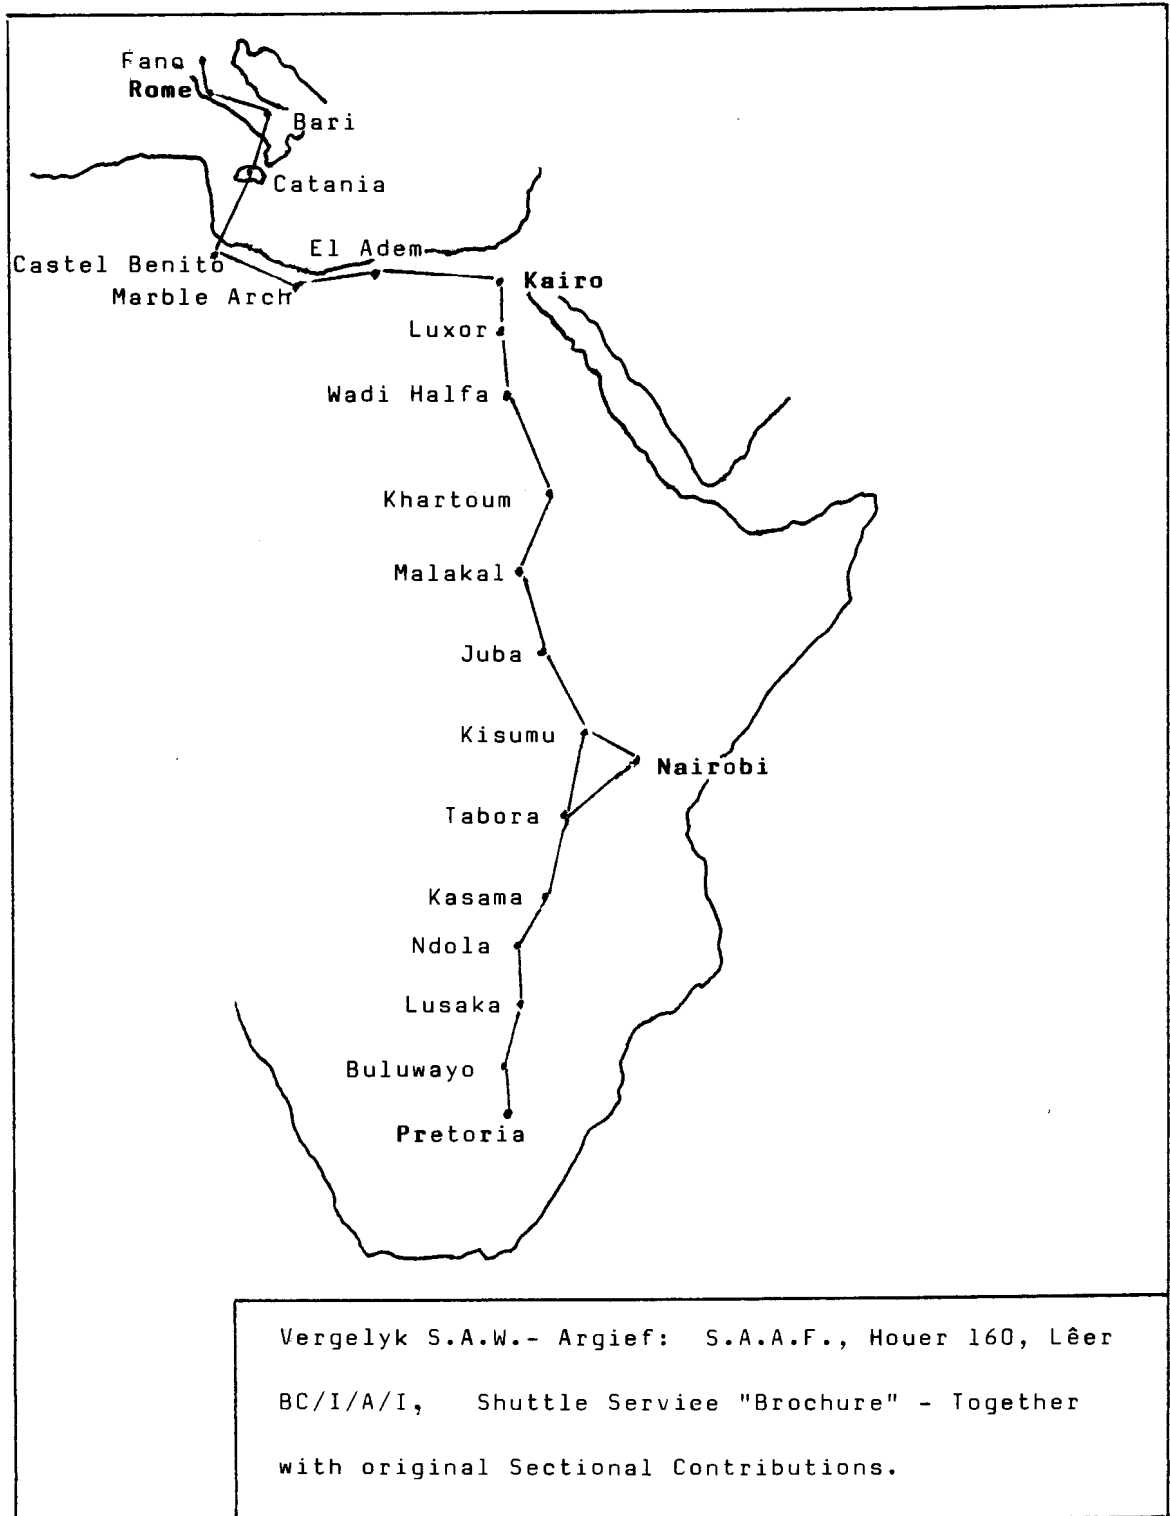 Fano
Rome
Bari
Catania
El Adem
Castel Benito
Kairo
Marble Arch
Luxor
Wadi Halfa
Khartoum
Malakal
Juba
Kisumu
Nairobi
Tabora
Kasama
Ndola
Lusaka
Buluwayo
Pretoria
Vergelyk S.A.W.- Argief: S.A.A.F., Houer 160, Lêer
BC/I/A/I, Shuttle Serviee "Brochure" - Together
with original Sectional Contributions.